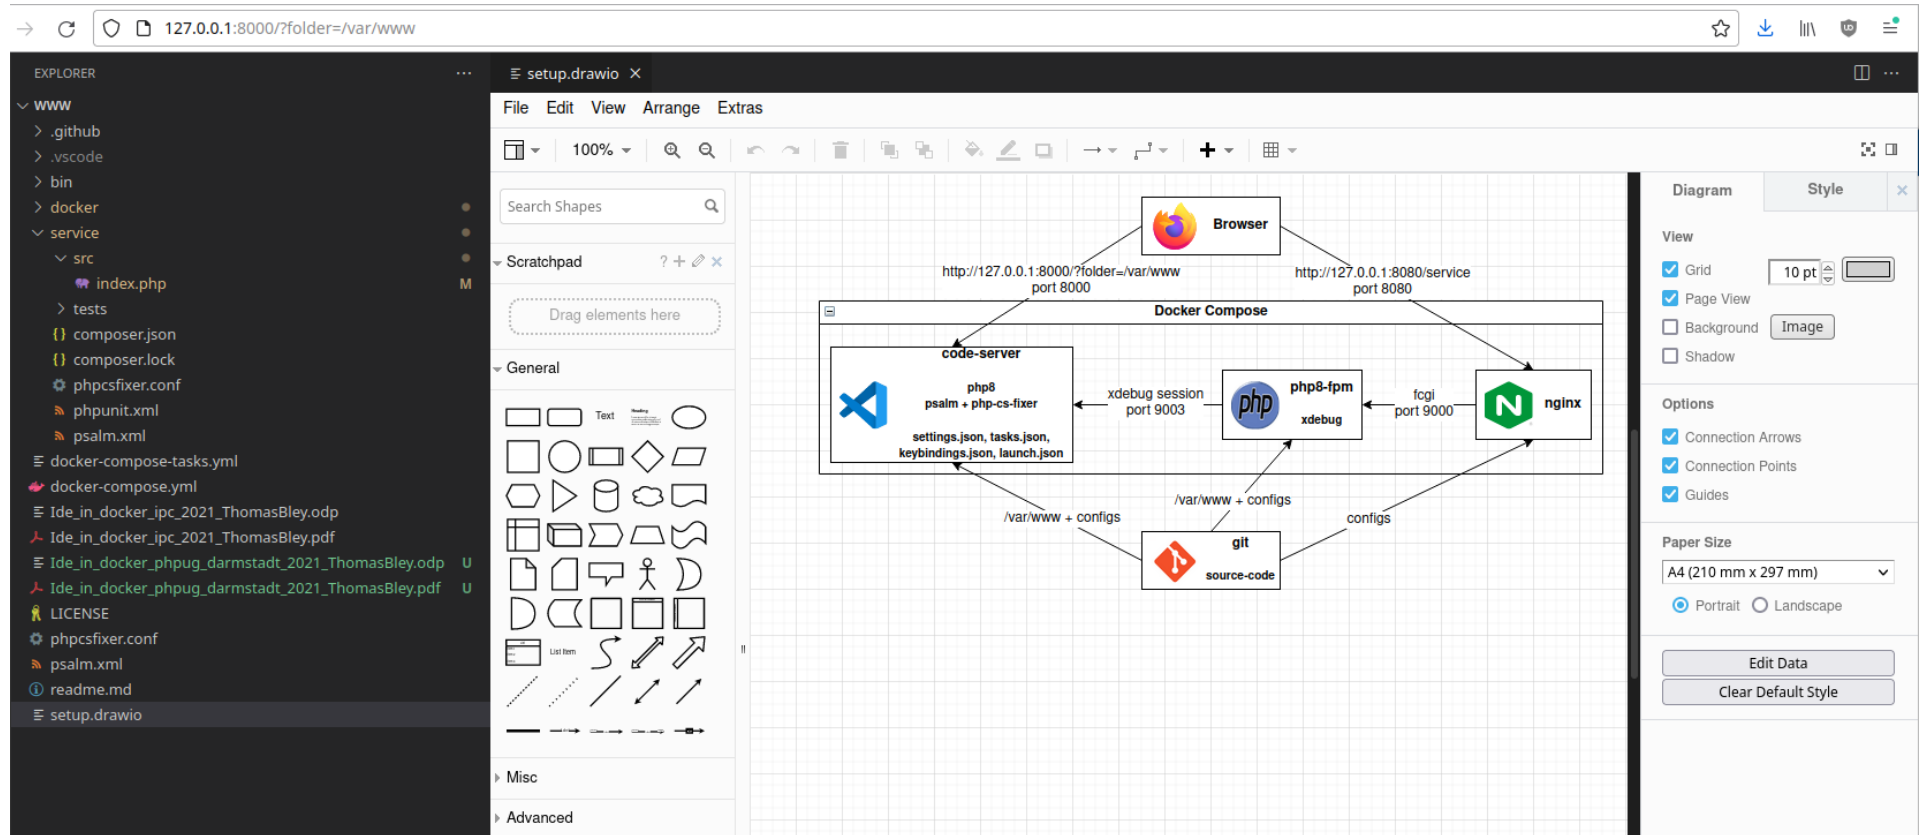 127.0.0.1:8000/?folder=/var/www
EXPLORER
WWW
.github
.vscode
bin
docker
service
src
index.php M
tests
{} composer.json
{} composer.lock
phpcsfixer.conf
phpunit.xml
psalm.xml
docker-compose-tasks.yml
docker-compose.yml
Ide_in_docker_ipc_2021_ThomasBley.odp
Ide_in_docker_ipc_2021_ThomasBley.pdf
Ide_in_docker_phpug_darmstadt_2021_ThomasBley.odp U
Ide_in_docker_phpug_darmstadt_2021_ThomasBley.pdf U
LICENSE
phpcsfixer.conf
psalm.xml
readme.md
setup.drawio
setup.drawio
File Edit View Arrange Extras
100%
Search Shapes
Scratchpad
?
Drag elements here
General
Text
Heading
List Item
Misc
Advanced
Browser
http://127.0.0.1:8000/?folder=/var/www
port 8000
http://127.0.0.1:8080/service
port 8080
Docker Compose
code-server
php8
psalm + php-cs-fixer
settings.json, tasks.json,
keybindings.json, launch.json
xdebug session
port 9003
php
php8-fpm
xdebug
fcgi
port 9000
N
nginx
/var/www + configs
/var/www + configs
configs
git
source-code
Diagram
Style
View
Grid
10 pt
Page View
Background
Image
Shadow
Options
Connection Arrows
Connection Points
Guides
Paper Size
A4 (210 mm x 297 mm)
Portrait
Landscape
Edit Data
Clear Default Style